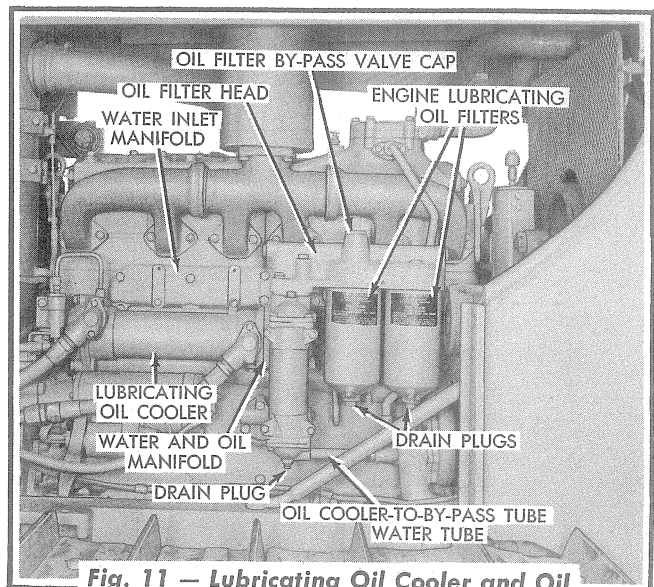 OIL FILTER BY-PASS VALVE CAP
OIL FILTER HEAD
ENGINE LUBRICATING
OIL FILTERS
WATER INLET
MANIFOLD
LUBRICATING
OIL COOLER
WATER AND OIL
MANIFOLD
DRAIN PLUGS
DRAIN PLUG
OIL COOLER-TO-BY-PASS TUBE
WATER TUBE
Fig. 11 — Lubricating Oil Cooler and Oil